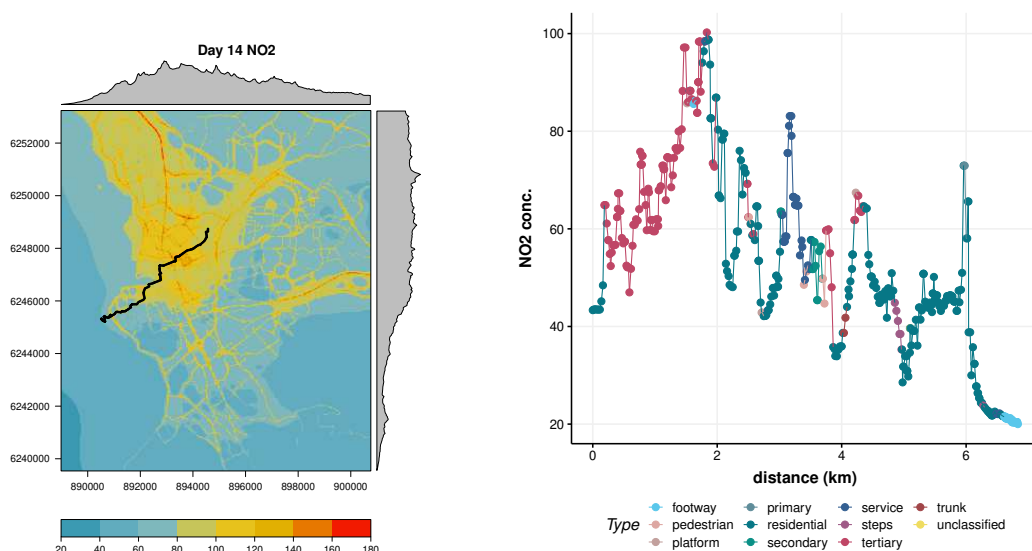 Day 14 NO2
6252000
6250000
6248000
6246000
6244000
6242000
6240000
890000 892000 894000 896000 898000 900000
20 40 60 80 100 120 140 160 180
NO2 conc.
100
80
60
40
20
0 2 4 6
distance (km)
Type
footway primary service trunk
pedestrian residential steps unclassified
platform secondary tertiary